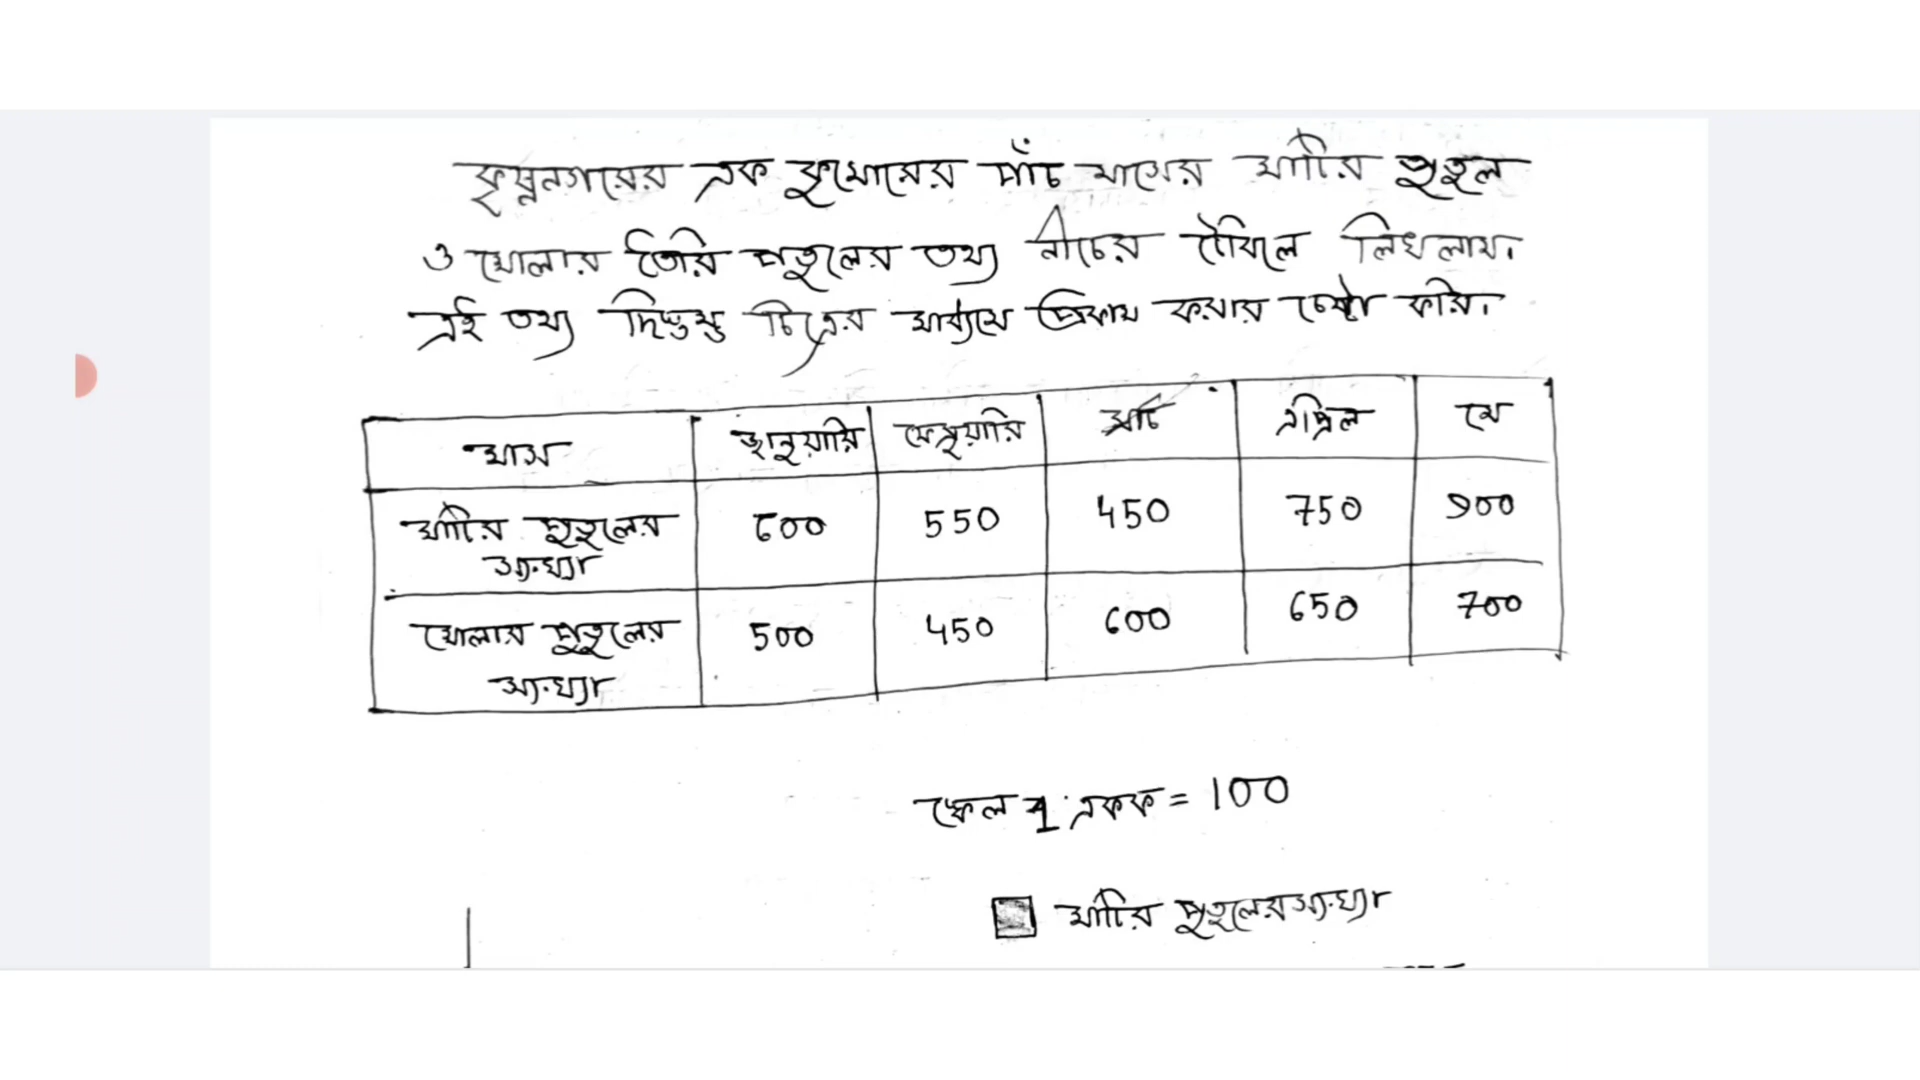 কৃষ্ণনগরের এক কুমোরের পাঁচ মাসের মাটির পুতুল
ও শোলার তৈরি পুতুলের তথ্য নীচের টেবিলে লিখলাম।
এই তথ্য দ্বিস্তম্ভ চিত্রের মাধ্যমে প্রকাশ করার চেষ্টা করি।
মাস জানুয়ারি ফেব্রুয়ারি মার্চ এপ্রিল মে
মাটির পুতুলের সংখ্যা 600 550 450 750 900
শোলার পুতুলের সংখ্যা 500 450 600 650 700
স্কেল 1 একক = 100
মাটির পুতুলের সংখ্যা